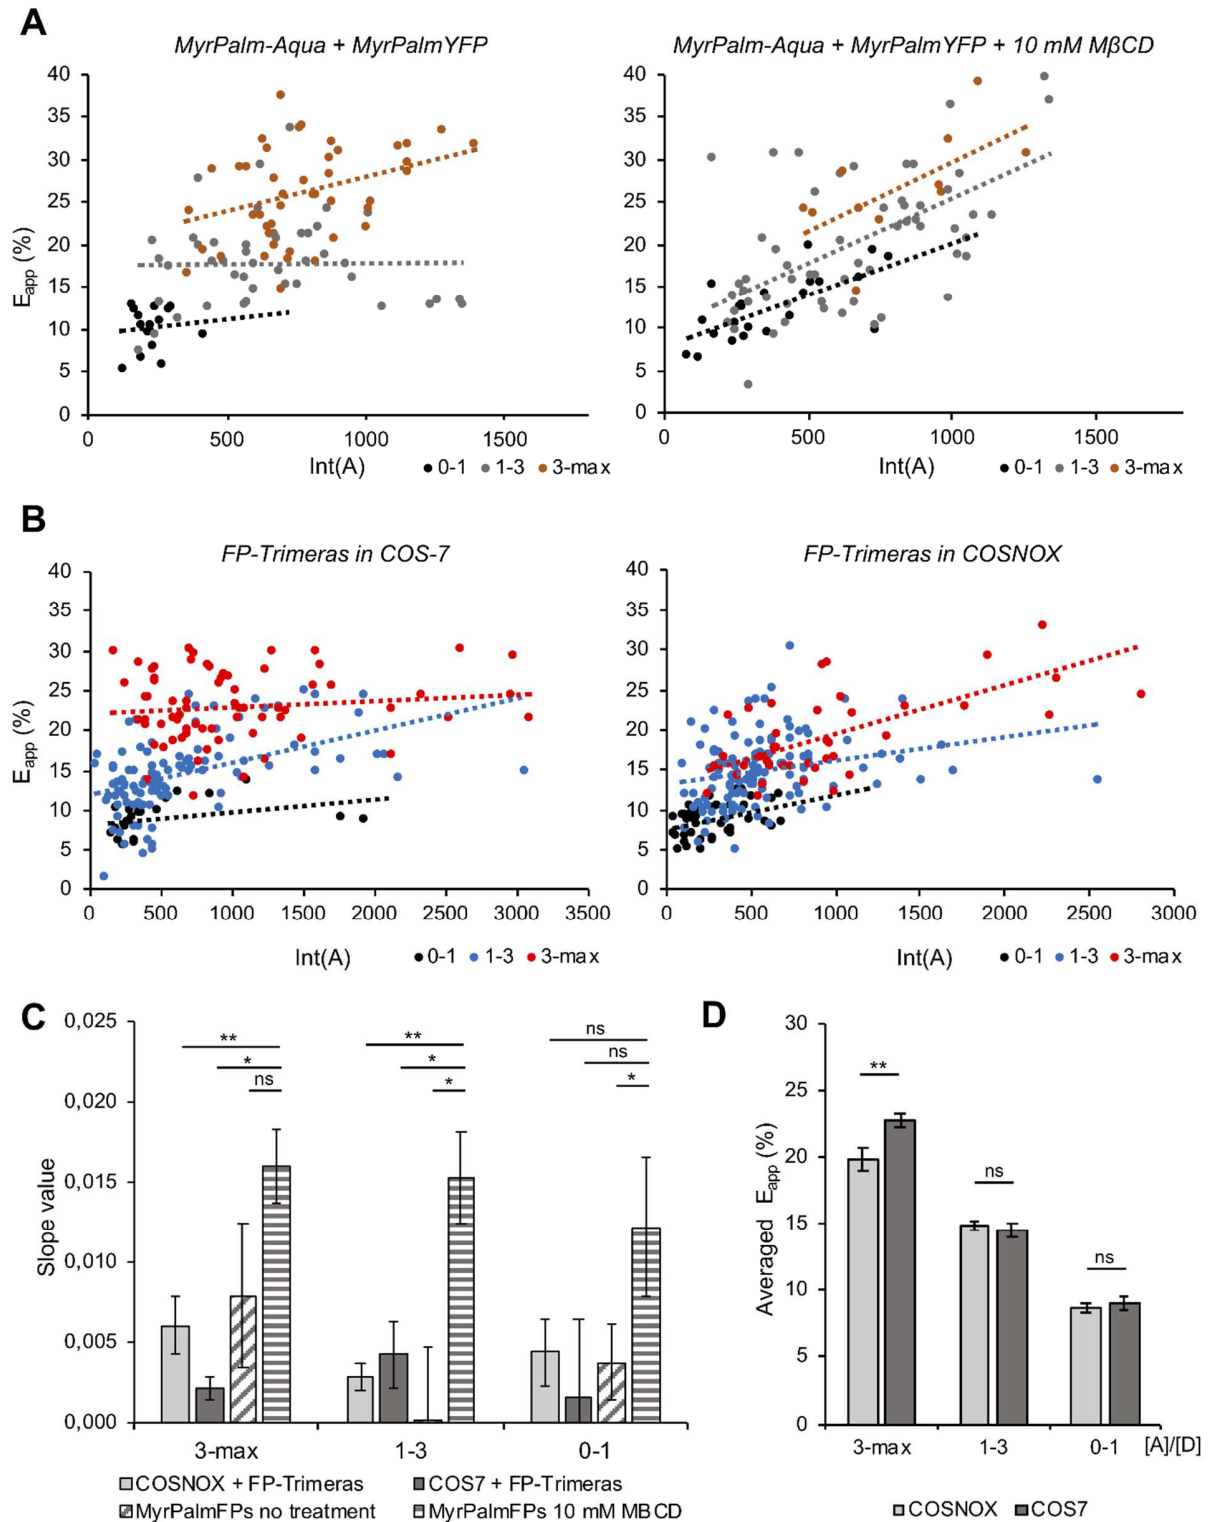 A
MyrPalm-Aqua + MyrPalmYFP
MyrPalm-Aqua + MyrPalmYFP + 10 mM MβCD
E_app (%)
40
35
30
25
20
15
10
5
0
0 500 1000 1500
Int(A)
0-1 1-3 3-max
40
35
30
25
20
15
10
5
0
0 500 1000 1500
Int(A)
0-1 1-3 3-max
B
FP-Trimeras in COS-7
FP-Trimeras in COSNOX
E_app (%)
40
35
30
25
20
15
10
5
0
0 500 1000 1500 2000 2500 3000 3500
Int(A)
0-1 1-3 3-max
40
35
30
25
20
15
10
5
0
0 500 1000 1500 2000 2500 3000
Int(A)
0-1 1-3 3-max
C
Slope value
0,025
0,020
0,015
0,010
0,005
0,000
**
*
ns
**
*
*
ns
ns
*
3-max 1-3 0-1
COSNOX + FP-Trimeras COS7 + FP-Trimeras
MyrPalmFPs no treatment MyrPalmFPs 10 mM MBCD
D
Averaged E_app (%)
30
25
20
15
10
5
0
**
ns
ns
3-max 1-3 0-1 [A]/[D]
COSNOX COS7